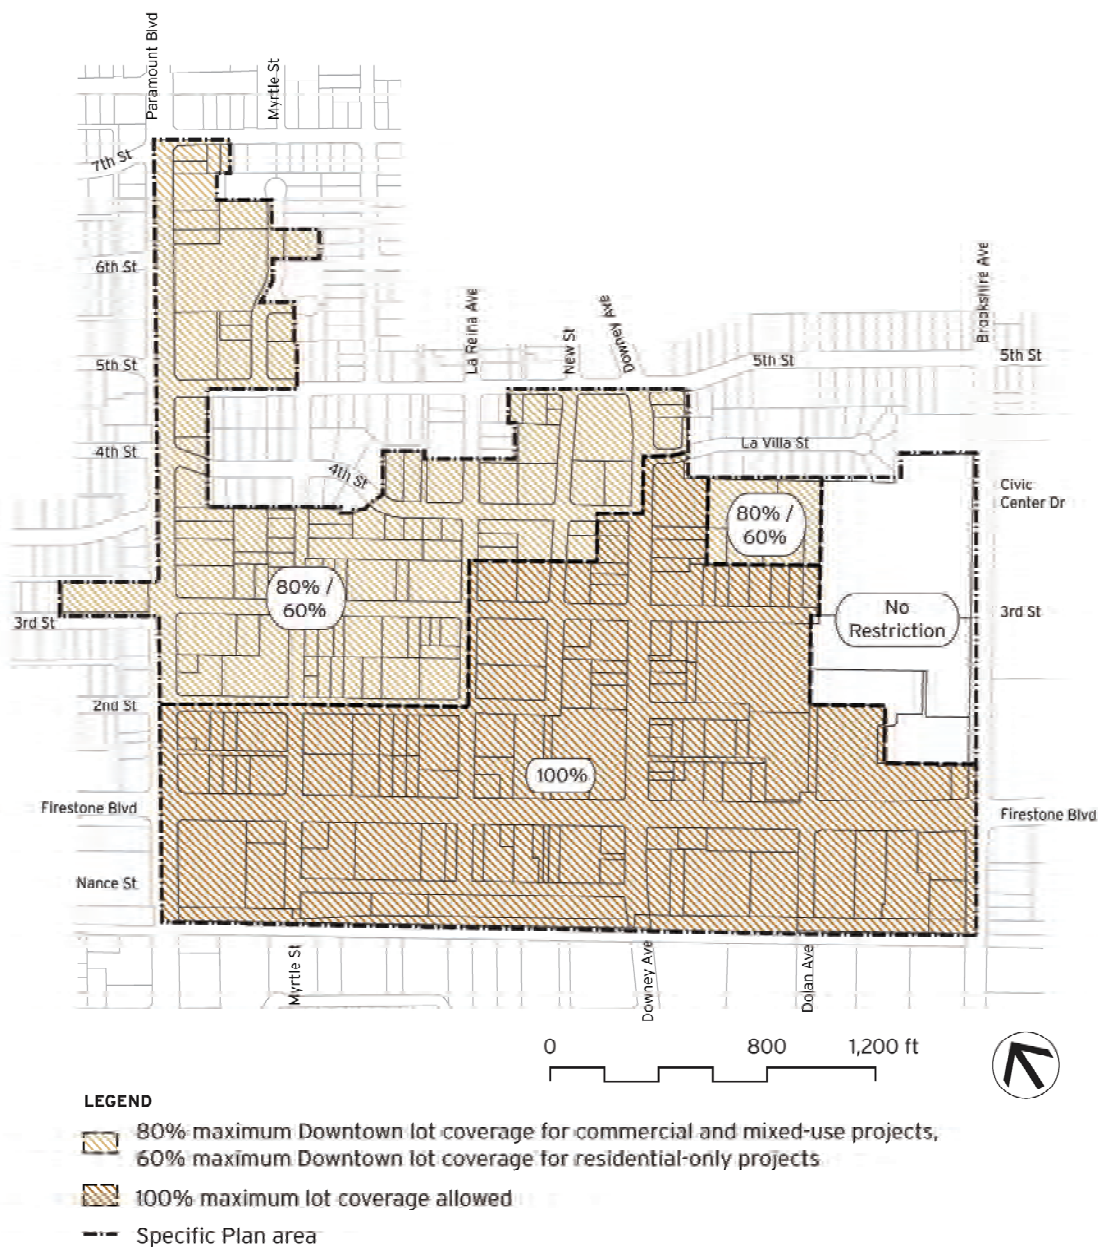 Paramount Blvd
Myrtle St
7th St
6th St
5th St
4th St
La Reina Ave
New St
Downey Ave
Brookshire Ave
5th St
5th St
La Villa St
4th St
Civic
Center Dr
80% /
60%
80% /
60%
No
Restriction
3rd St
3rd St
2nd St
100%
Firestone Blvd
Firestone Blvd
Nance St
Myrtle St
Downey Ave
Dolan Ave
0 800 1,200 ft
LEGEND
80% maximum Downtown lot coverage for commercial and mixed-use projects,
60% maximum Downtown lot coverage for residential-only projects
100% maximum lot coverage allowed
Specific Plan area